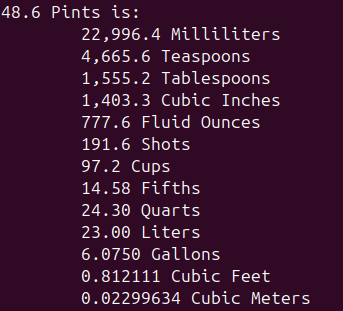 48.6 Pints is:
22,996.4 Milliliters
4,665.6 Teaspoons
1,555.2 Tablespoons
1,403.3 Cubic Inches
777.6 Fluid Ounces
191.6 Shots
97.2 Cups
14.58 Fifths
24.30 Quarts
23.00 Liters
6.0750 Gallons
0.812111 Cubic Feet
0.02299634 Cubic Meters